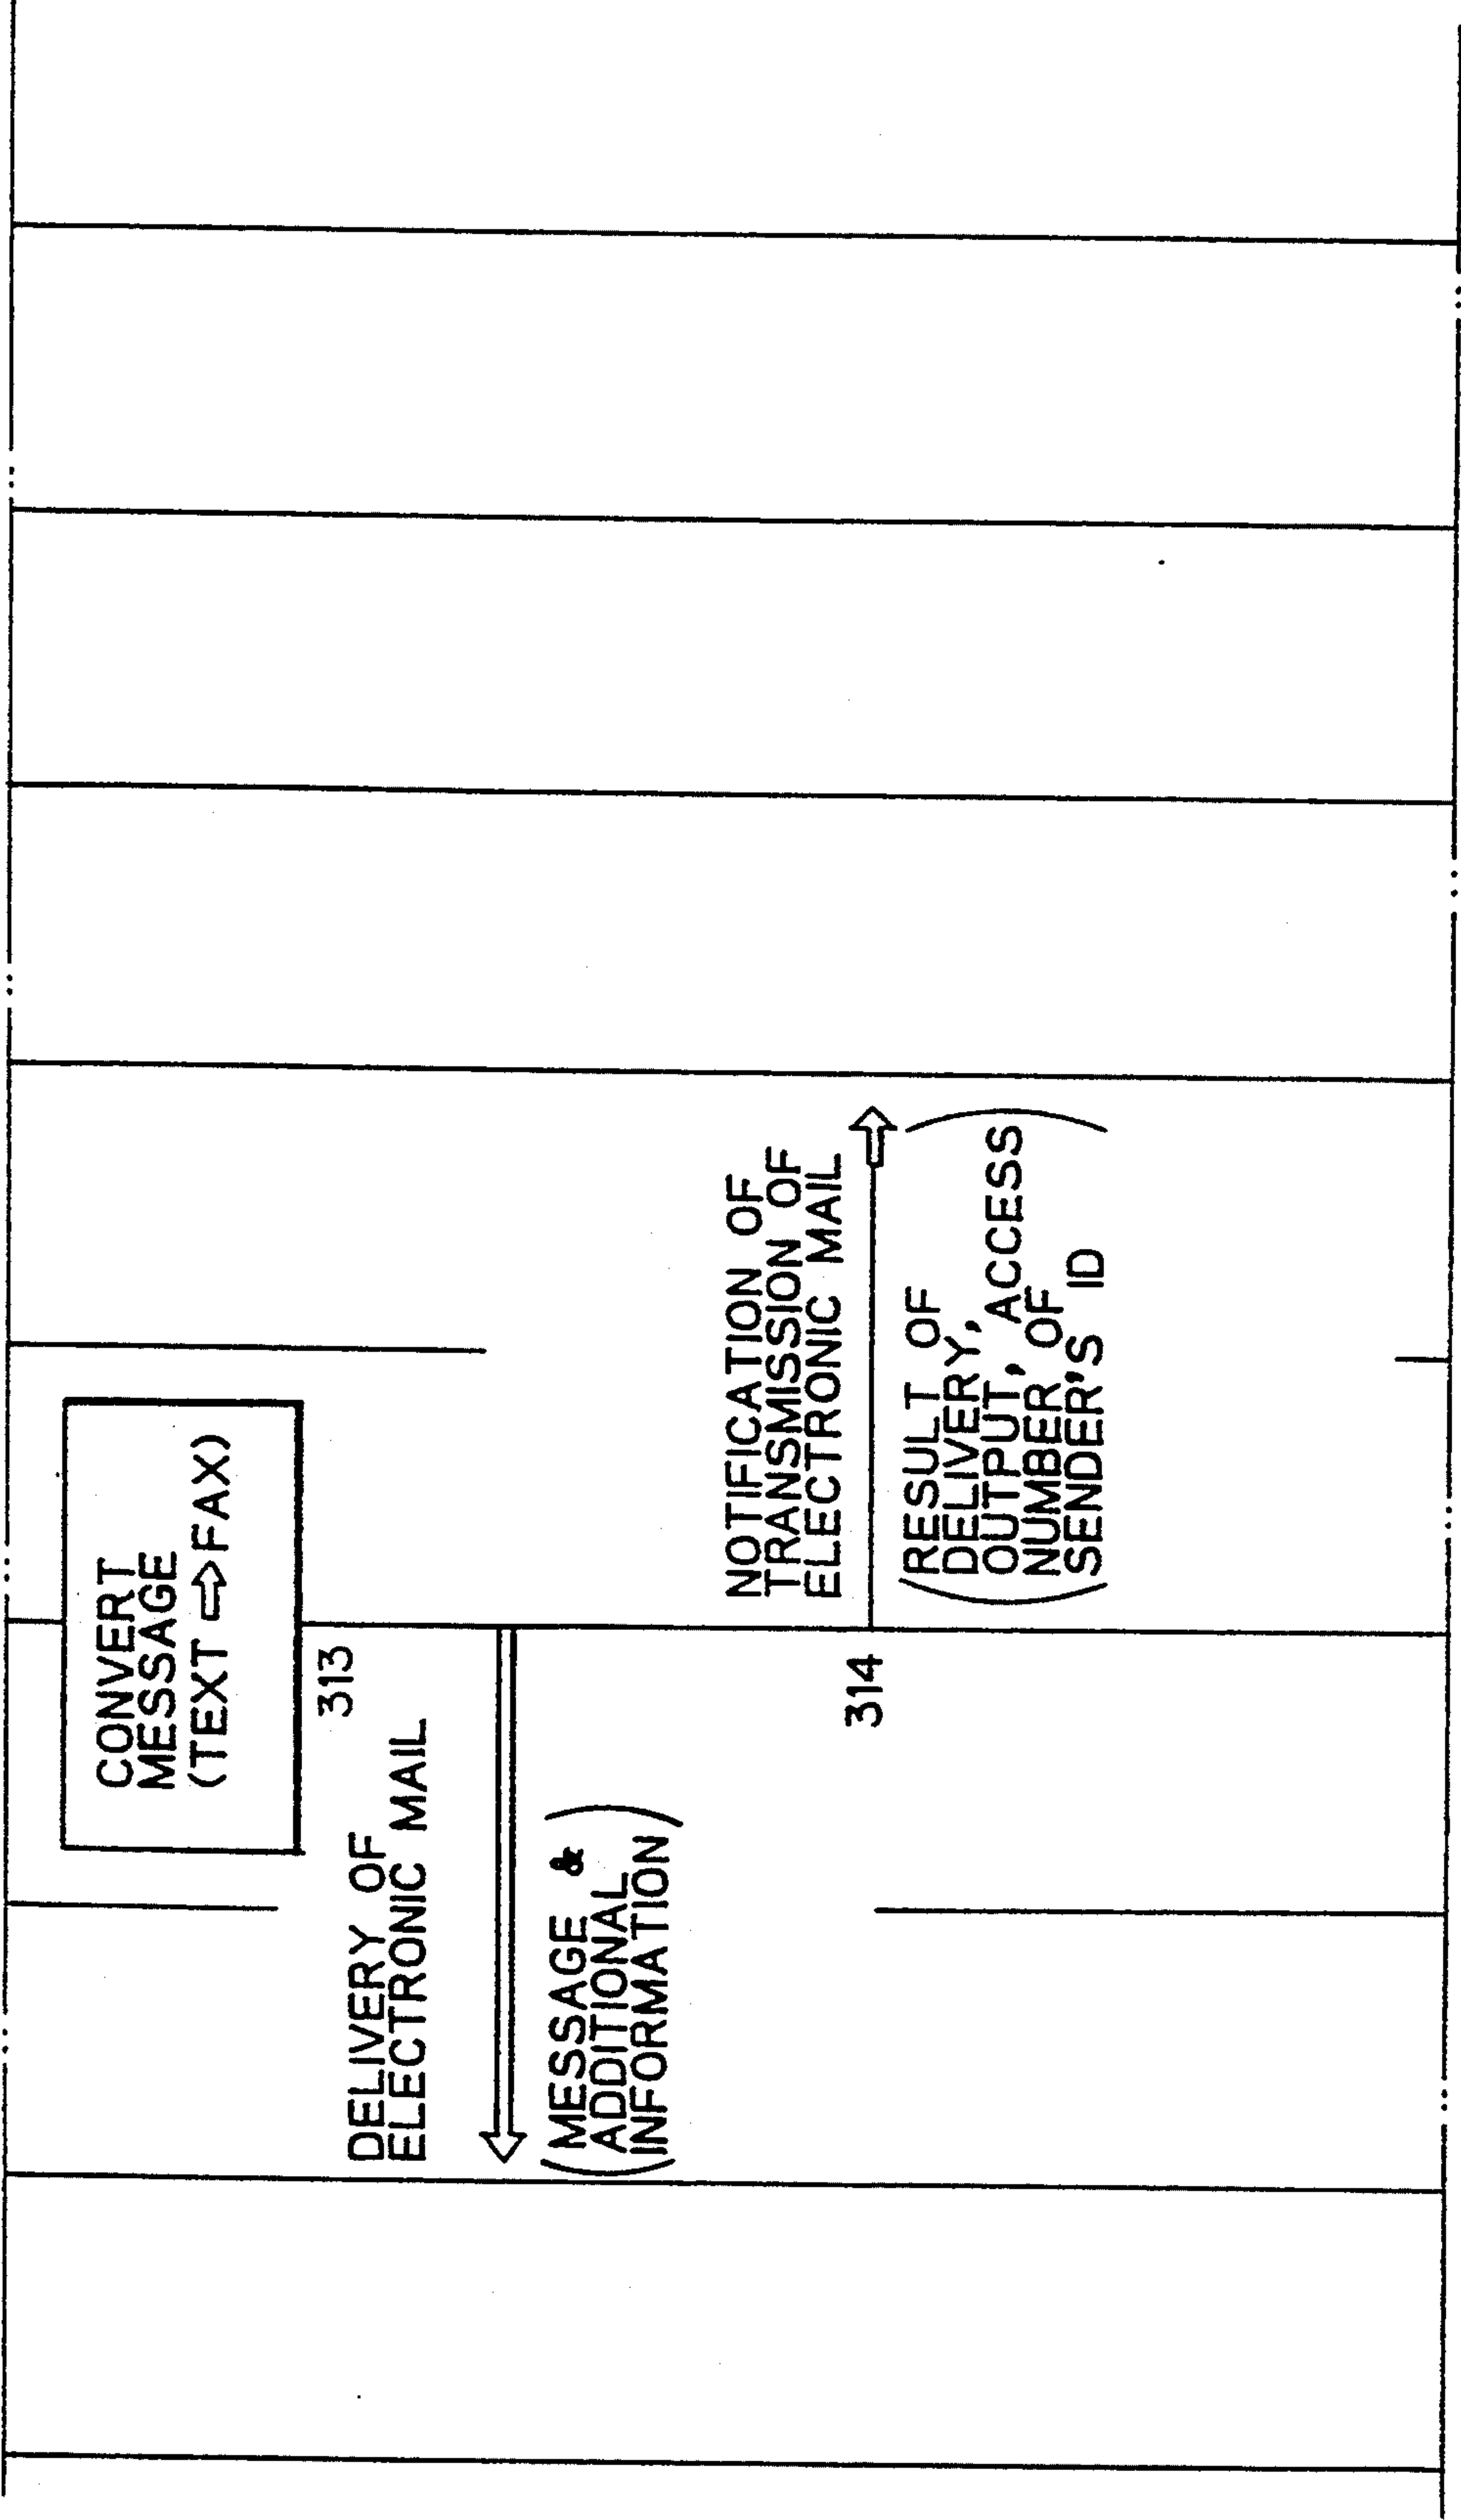 CONVERT
MESSAGE
(TEXT ⇨ FAX)
313
DELIVERY OF
ELECTRONIC MAIL
(MESSAGE &
ADDITIONAL
INFORMATION)
NOTIFICATION OF
TRANSMISSION OF
ELECTRONIC MAIL
314
(RESULT OF
DELIVERY,
OUTPUT, ACCESS
NUMBER, OF
SENDER'S ID)